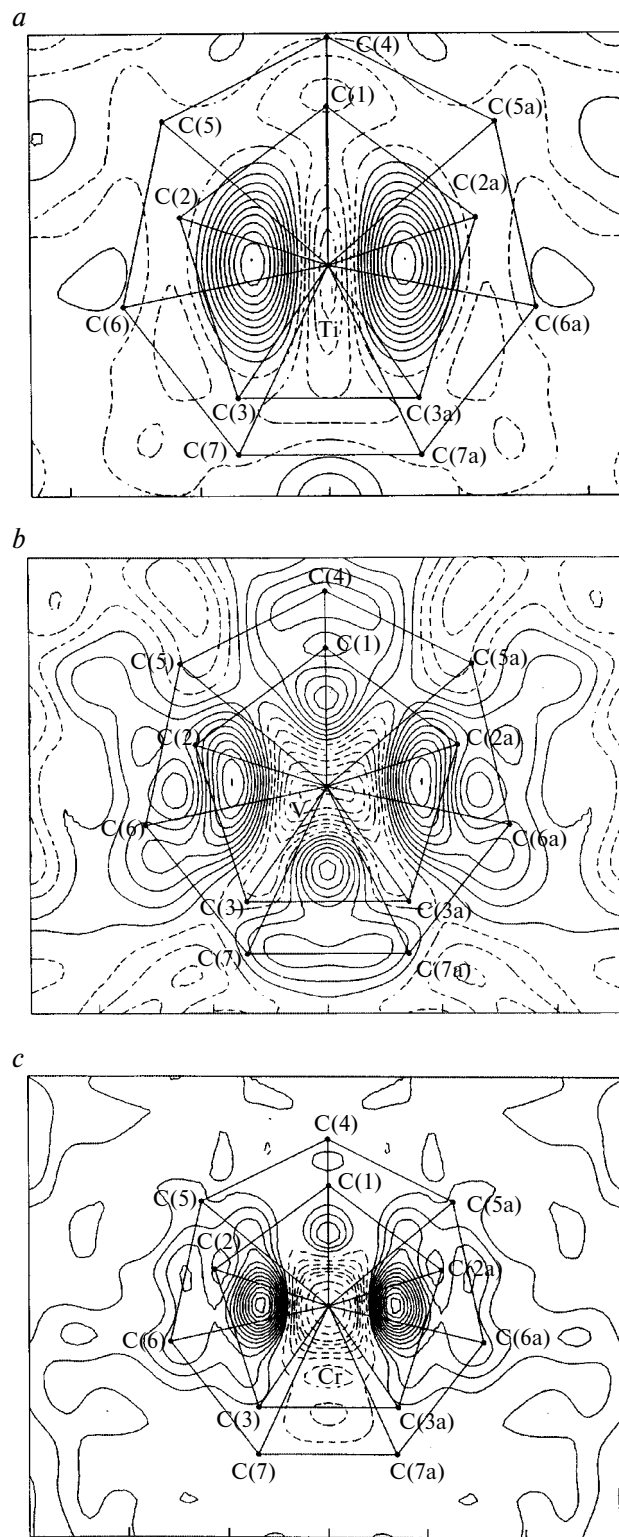 a
C(4)
C(1)
C(5)
C(5a)
C(2)
C(2a)
C(6)
Ti
C(6a)
C(3)
C(3a)
C(7)
C(7a)
b
C(4)
C(1)
C(5)
C(5a)
C(2)
C(2a)
V
C(6)
C(6a)
C(3)
C(3a)
C(7)
C(7a)
c
C(4)
C(1)
C(5)
C(5a)
C(2)
C(2a)
C(6)
C(6a)
Cr
C(3)
C(3a)
C(7)
C(7a)